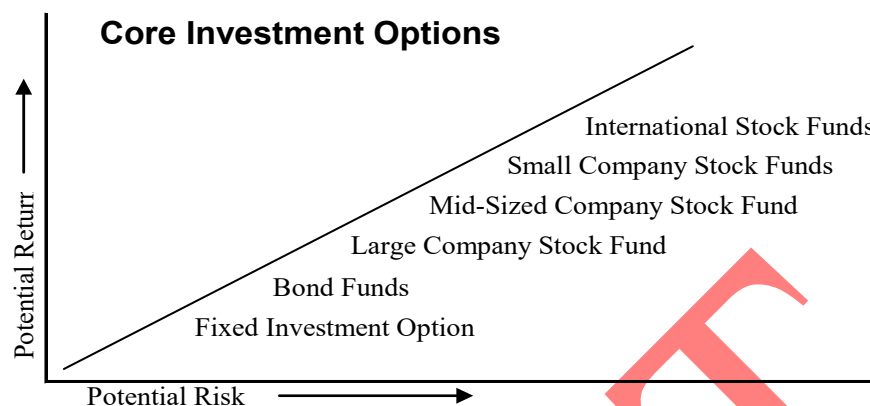 Core Investment Options
International Stock Funds
Small Company Stock Funds
Mid-Sized Company Stock Fund
Large Company Stock Fund
Bond Funds
Fixed Investment Option
Potential Return
Potential Risk
T